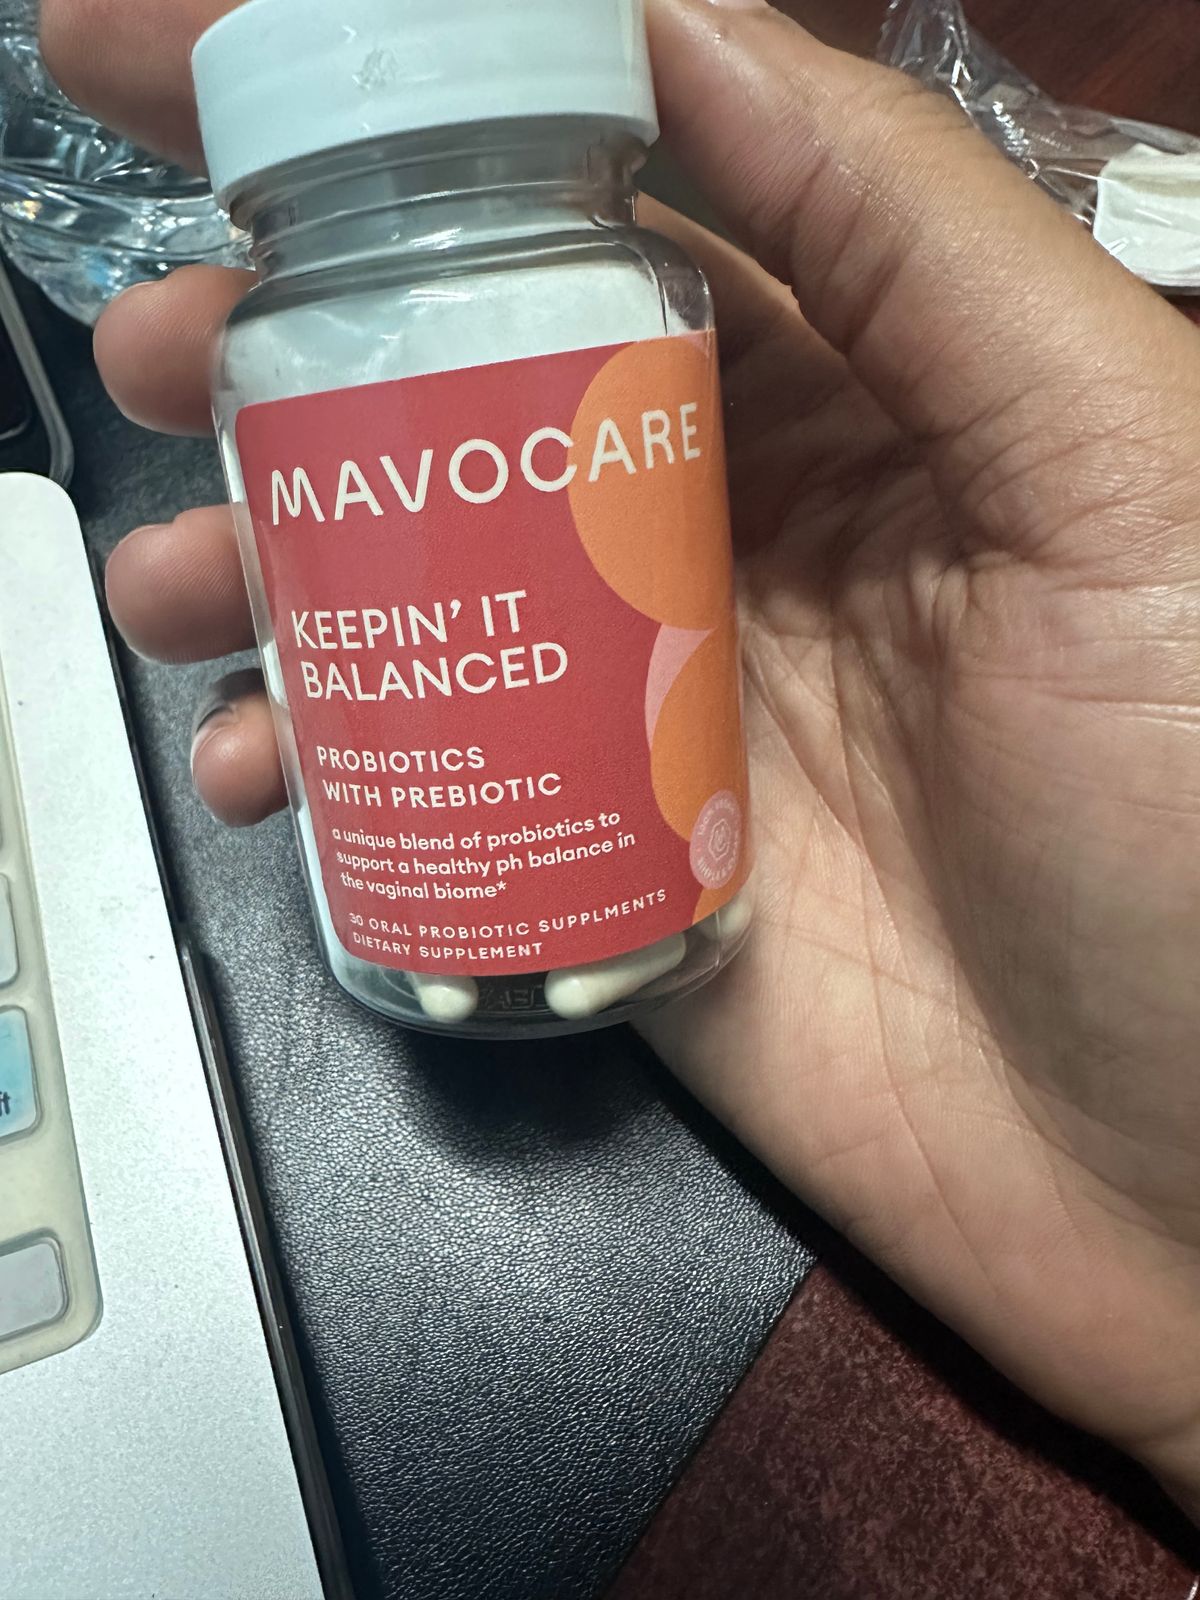 MAVOCARE
KEEPIN' IT
BALANCED
PROBIOTICS
WITH PREBIOTIC
a unique blend of probiotics to
support a healthy ph balance in
the vaginal biome*
30 ORAL PROBIOTIC SUPPLMENTS
DIETARY SUPPLEMENT